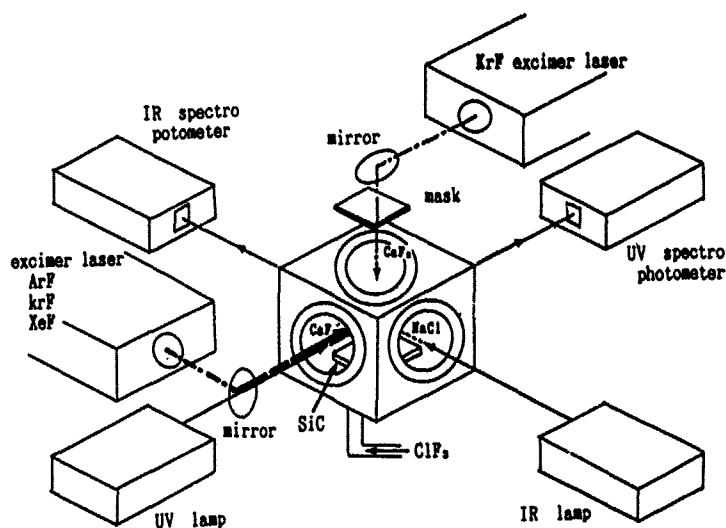 KrF excimer laser
IR spectro
potometer
mirror
mask
CaF₂
UV spectro
photometer
excimer laser
ArF
krF
XeF
CaF₂
NaCl
SiC
mirror
ClF₃
UV lamp
IR lamp